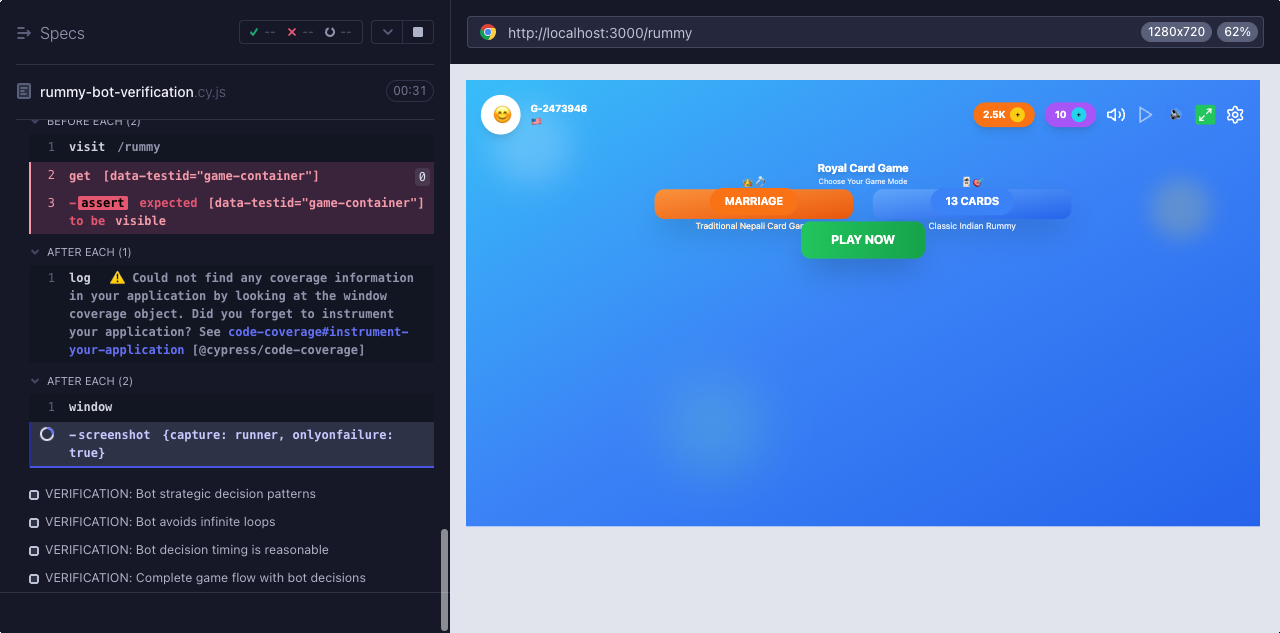 Specs
-- -- --
rummy-bot-verification.cy.js
00:31
BEFORE EACH (2)
1 visit /rummy
2 get [data-testid="game-container"] 0
3 -assert expected [data-testid="game-container"]
to be visible
AFTER EACH (1)
1 log ⚠️ Could not find any coverage information
in your application by looking at the window
coverage object. Did you forget to instrument
your application? See code-coverage#instrument-
your-application [@cypress/code-coverage]
AFTER EACH (2)
1 window
-screenshot {capture: runner, onlyonfailure:
true}
VERIFICATION: Bot strategic decision patterns
VERIFICATION: Bot avoids infinite loops
VERIFICATION: Bot decision timing is reasonable
VERIFICATION: Complete game flow with bot decisions
http://localhost:3000/rummy
1280x720
62%
G-2473946
2.5K +
10 +
Royal Card Game
Choose Your Game Mode
MARRIAGE
13 CARDS
Traditional Nepali Card Gam
Classic Indian Rummy
PLAY NOW